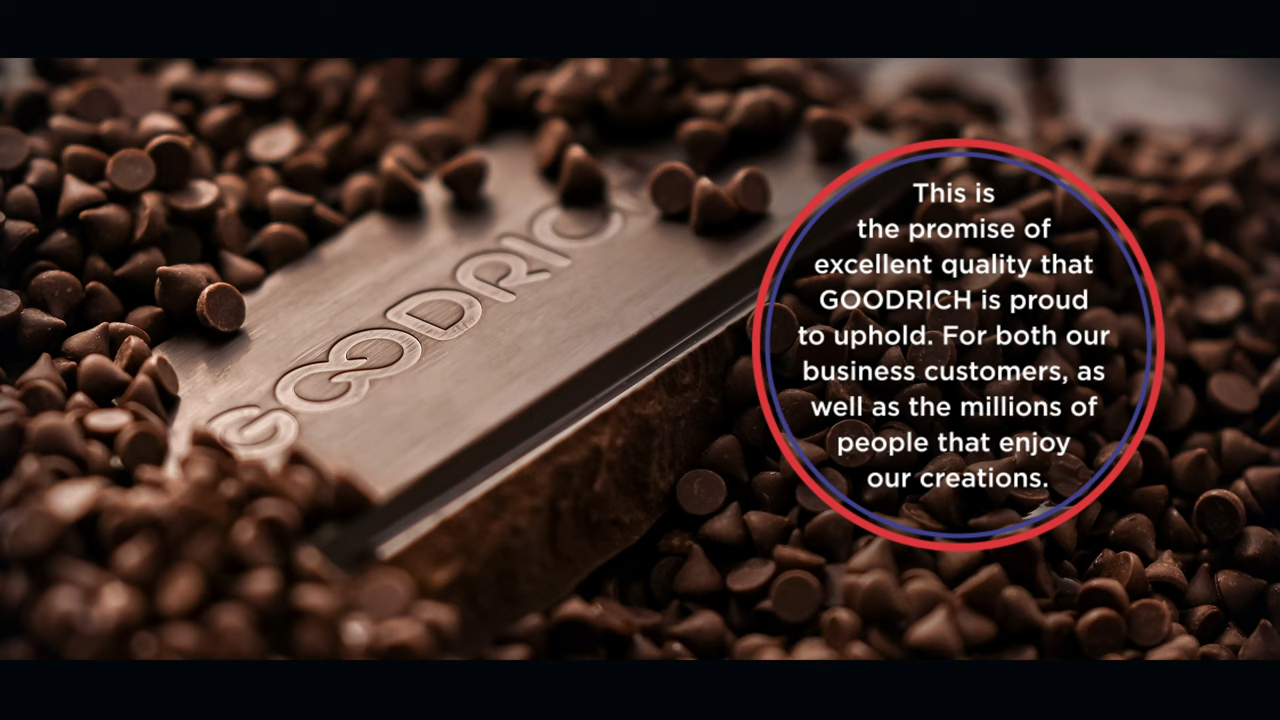 GOODRICH
This is
the promise of
excellent quality that
GOODRICH is proud
to uphold. For both our
business customers, as
well as the millions of
people that enjoy
our creations.